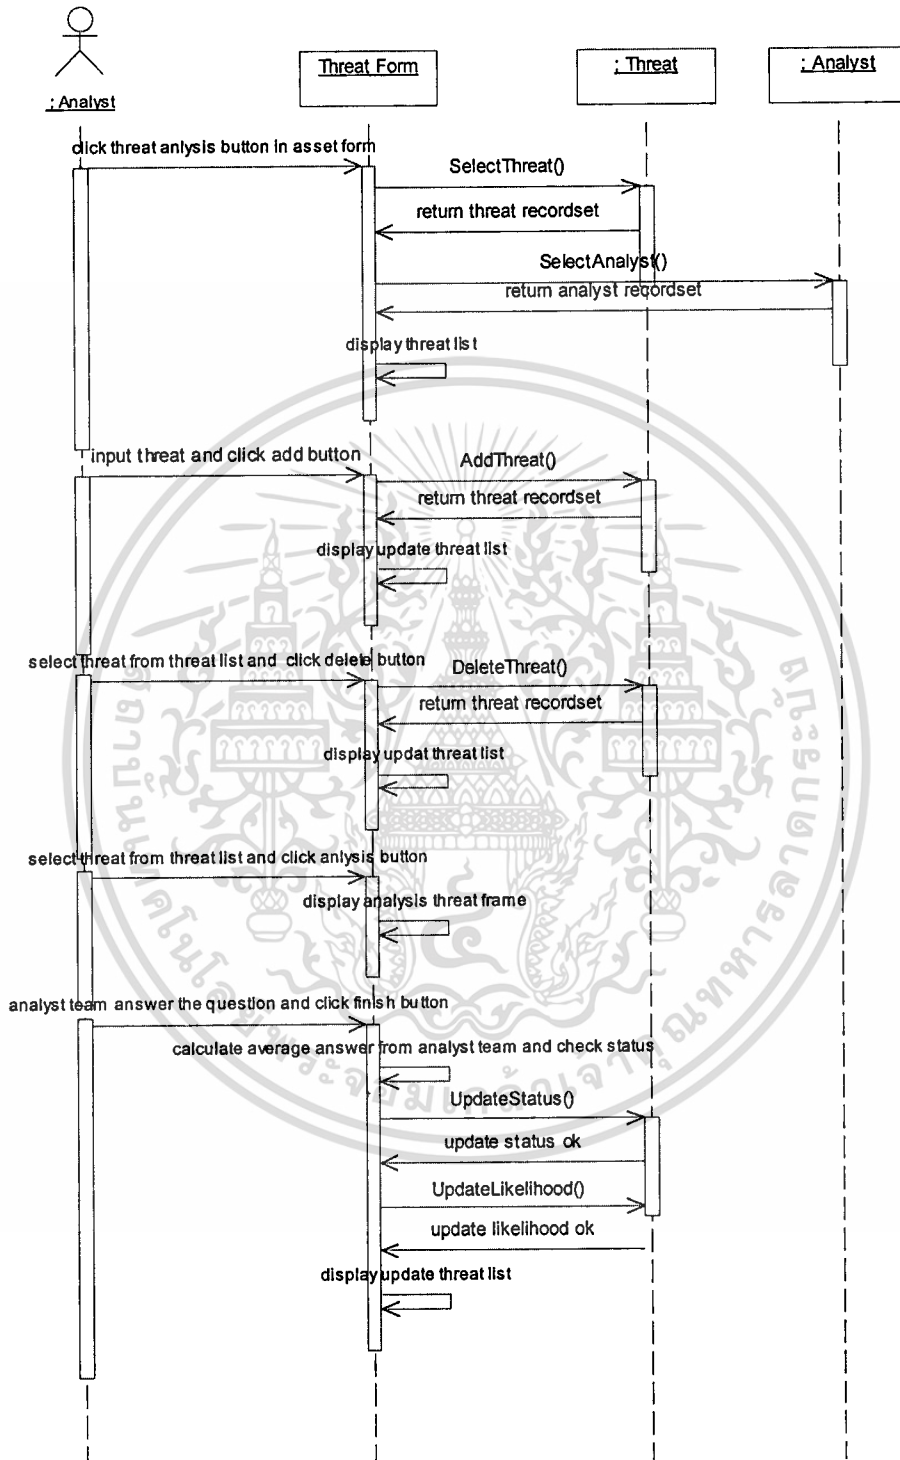 : Analyst
Threat Form
: Threat
: Analyst
click threat anlysis button in asset form
SelectThreat()
return threat recordset
SelectAnalyst()
return analyst recordset
display threat list
input threat and click add button
AddThreat()
return threat recordset
display update threat list
select threat from threat list and click delete button
DeleteThreat()
return threat recordset
display updat threat list
select threat from threat list and click anlysis button
display analysis threat frame
analyst team answer the question and click finish button
calculate average answer from analyst team and check status
UpdateStatus()
update status ok
UpdateLikelihood()
update likelihood ok
display update threat list